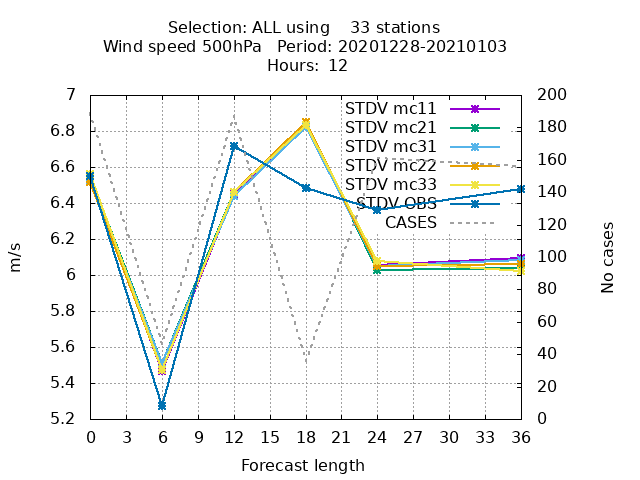 Selection: ALL using    33 stations
Wind speed 500hPa   Period: 20201228-20210103
Hours:  12
7
6.8
6.6
6.4
6.2
6
5.8
5.6
5.4
5.2
m/s
STDV mc11
STDV mc21
STDV mc31
STDV mc22
STDV mc33
STDV OBS
CASES
200
180
160
140
120
100
80
60
40
20
0
No cases
0 3 6 9 12 15 18 21 24 27 30 33 36
Forecast length